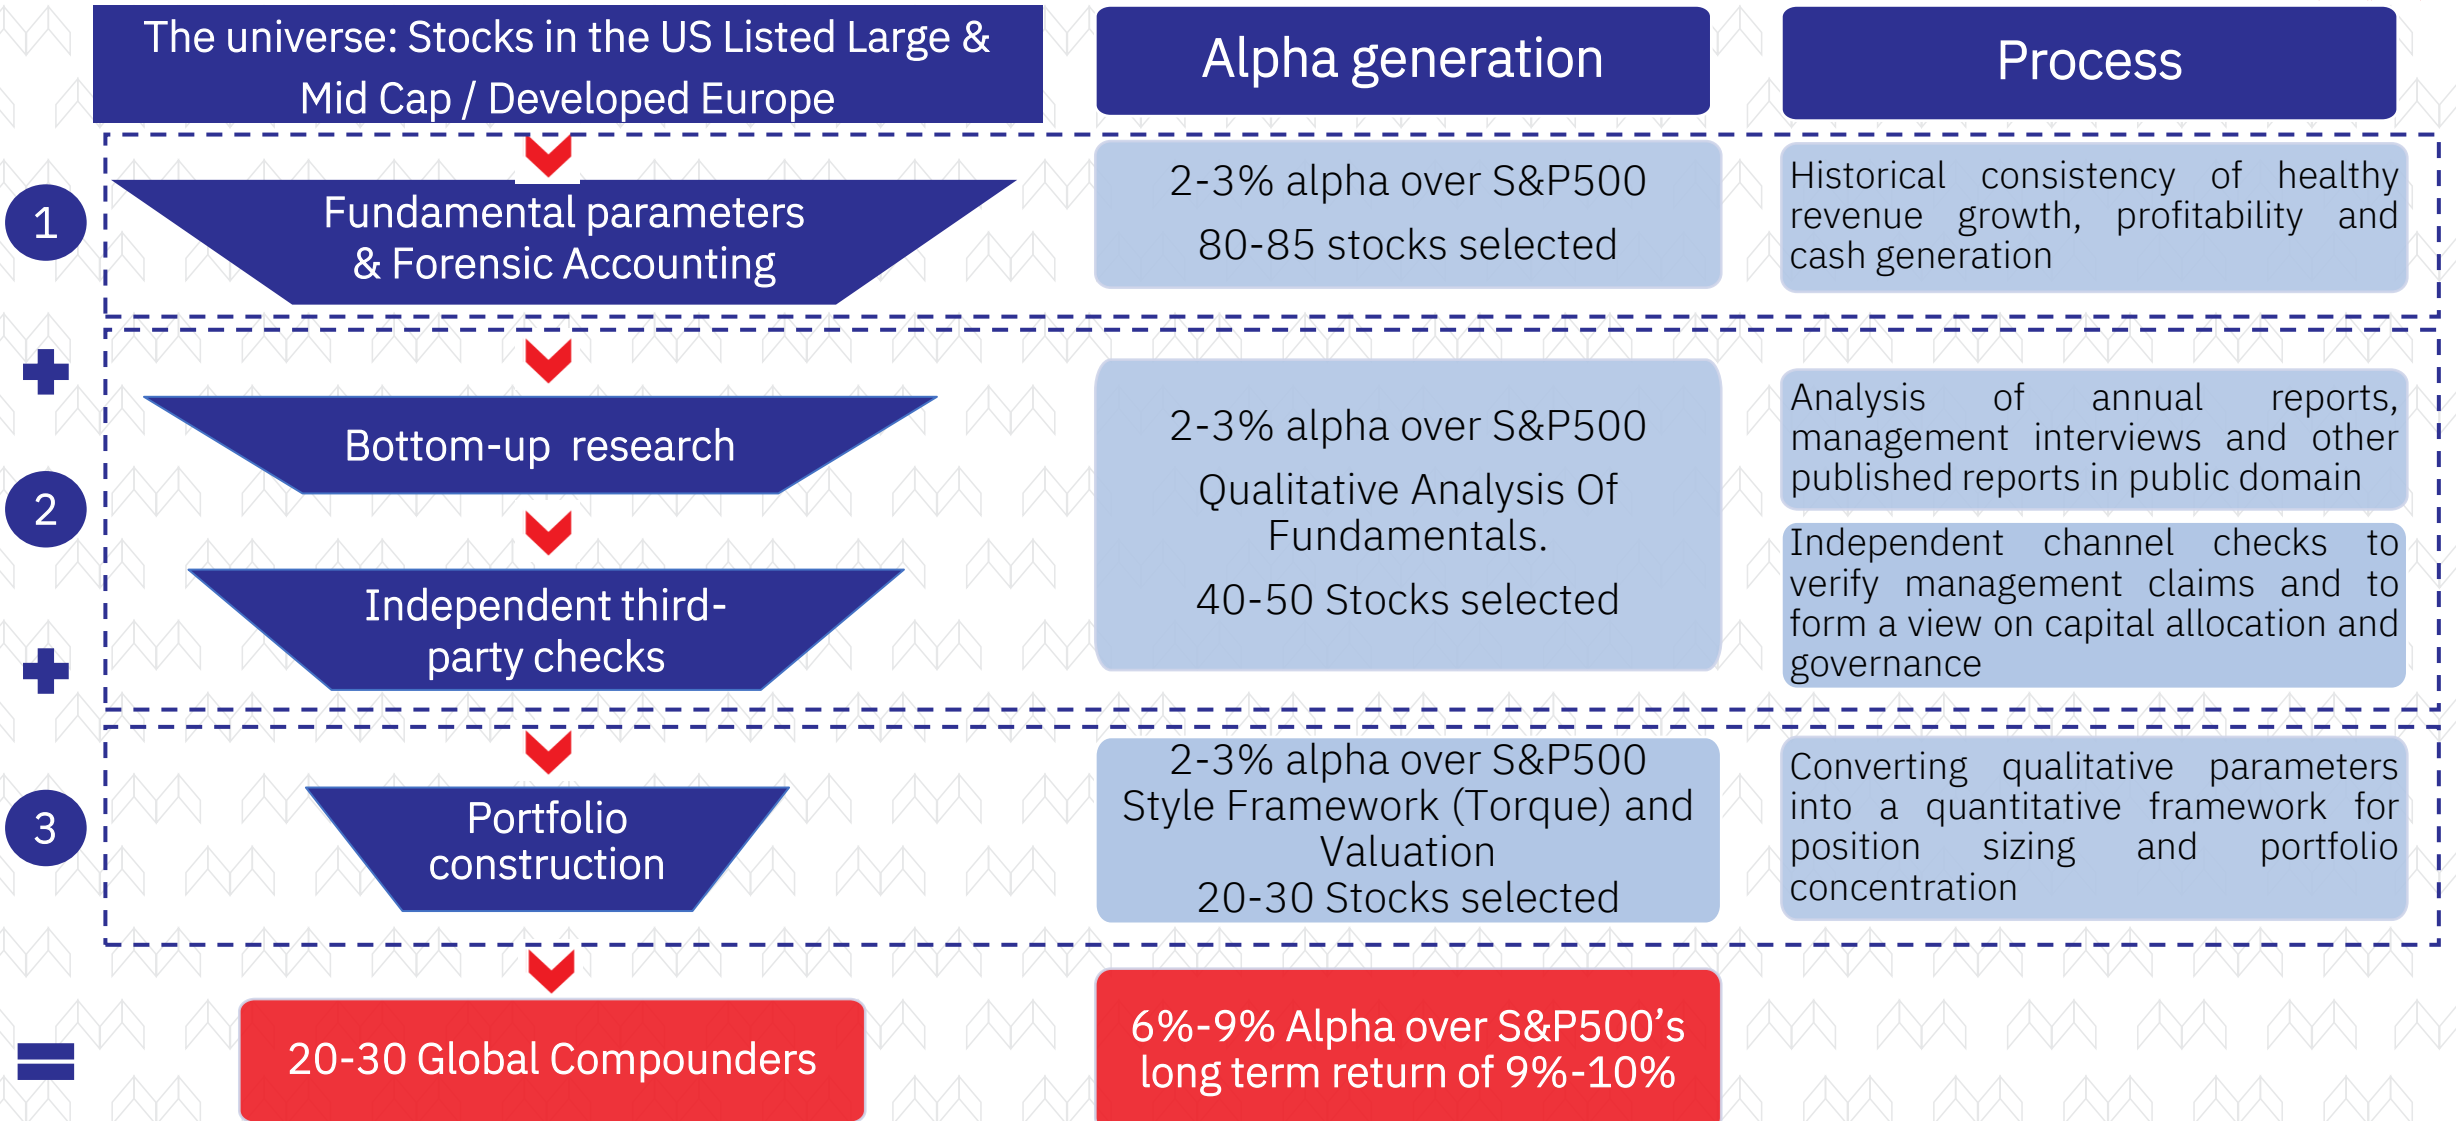 The universe: Stocks in the US Listed Large &
Mid Cap / Developed Europe
Alpha generation
Process
1
Fundamental parameters
& Forensic Accounting
2-3% alpha over S&P500
80-85 stocks selected
Historical consistency of healthy
revenue growth, profitability and
cash generation
2
Bottom-up research
Independent third-
party checks
2-3% alpha over S&P500
Qualitative Analysis Of
Fundamentals.
40-50 Stocks selected
Analysis of annual reports,
management interviews and other
published reports in public domain
Independent channel checks to
verify management claims and to
form a view on capital allocation and
governance
3
Portfolio
construction
2-3% alpha over S&P500
Style Framework (Torque) and
Valuation
20-30 Stocks selected
Converting qualitative parameters
into a quantitative framework for
position sizing and portfolio
concentration
20-30 Global Compounders
6%-9% Alpha over S&P500’s
long term return of 9%-10%